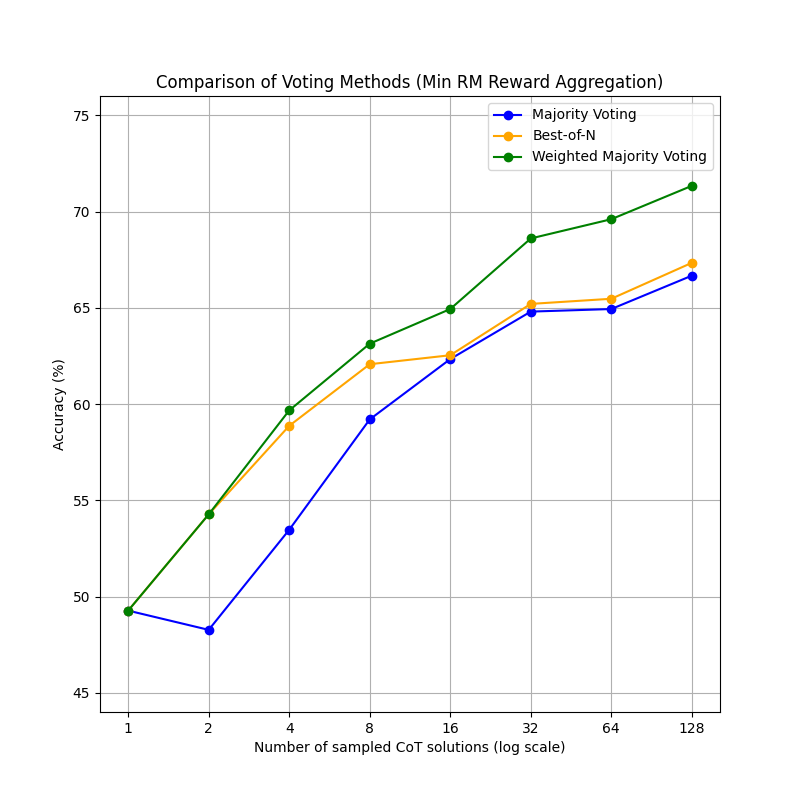 Comparison of Voting Methods (Min RM Reward Aggregation)
Majority Voting
Best-of-N
Weighted Majority Voting
Accuracy (%)
75
70
65
60
55
50
45
1 2 4 8 16 32 64 128
Number of sampled CoT solutions (log scale)